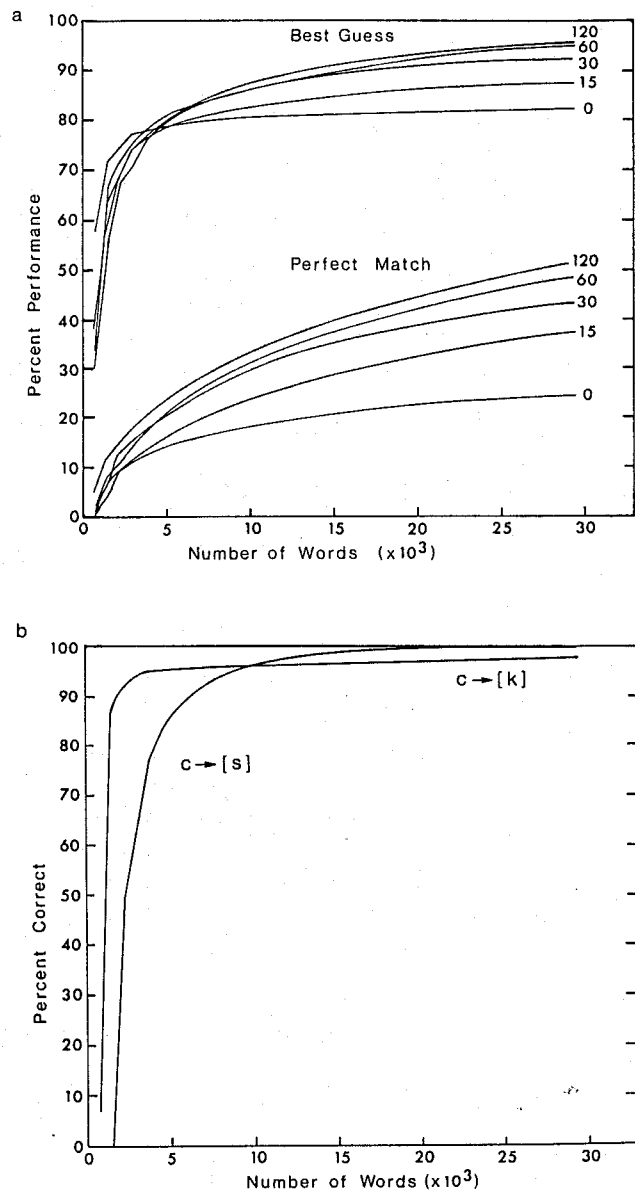 a
100
90
80
70
60
50
40
30
20
10
0
Percent Performance
Best Guess
120
60
30
15
0
Perfect Match
120
60
30
15
0
0 5 10 15 20 25 30
Number of Words (x10³)
b
100
90
80
70
60
50
40
30
20
10
0
Percent Correct
c→[k]
c→[s]
0 5 10 15 20 25 30
Number of Words (x10³)